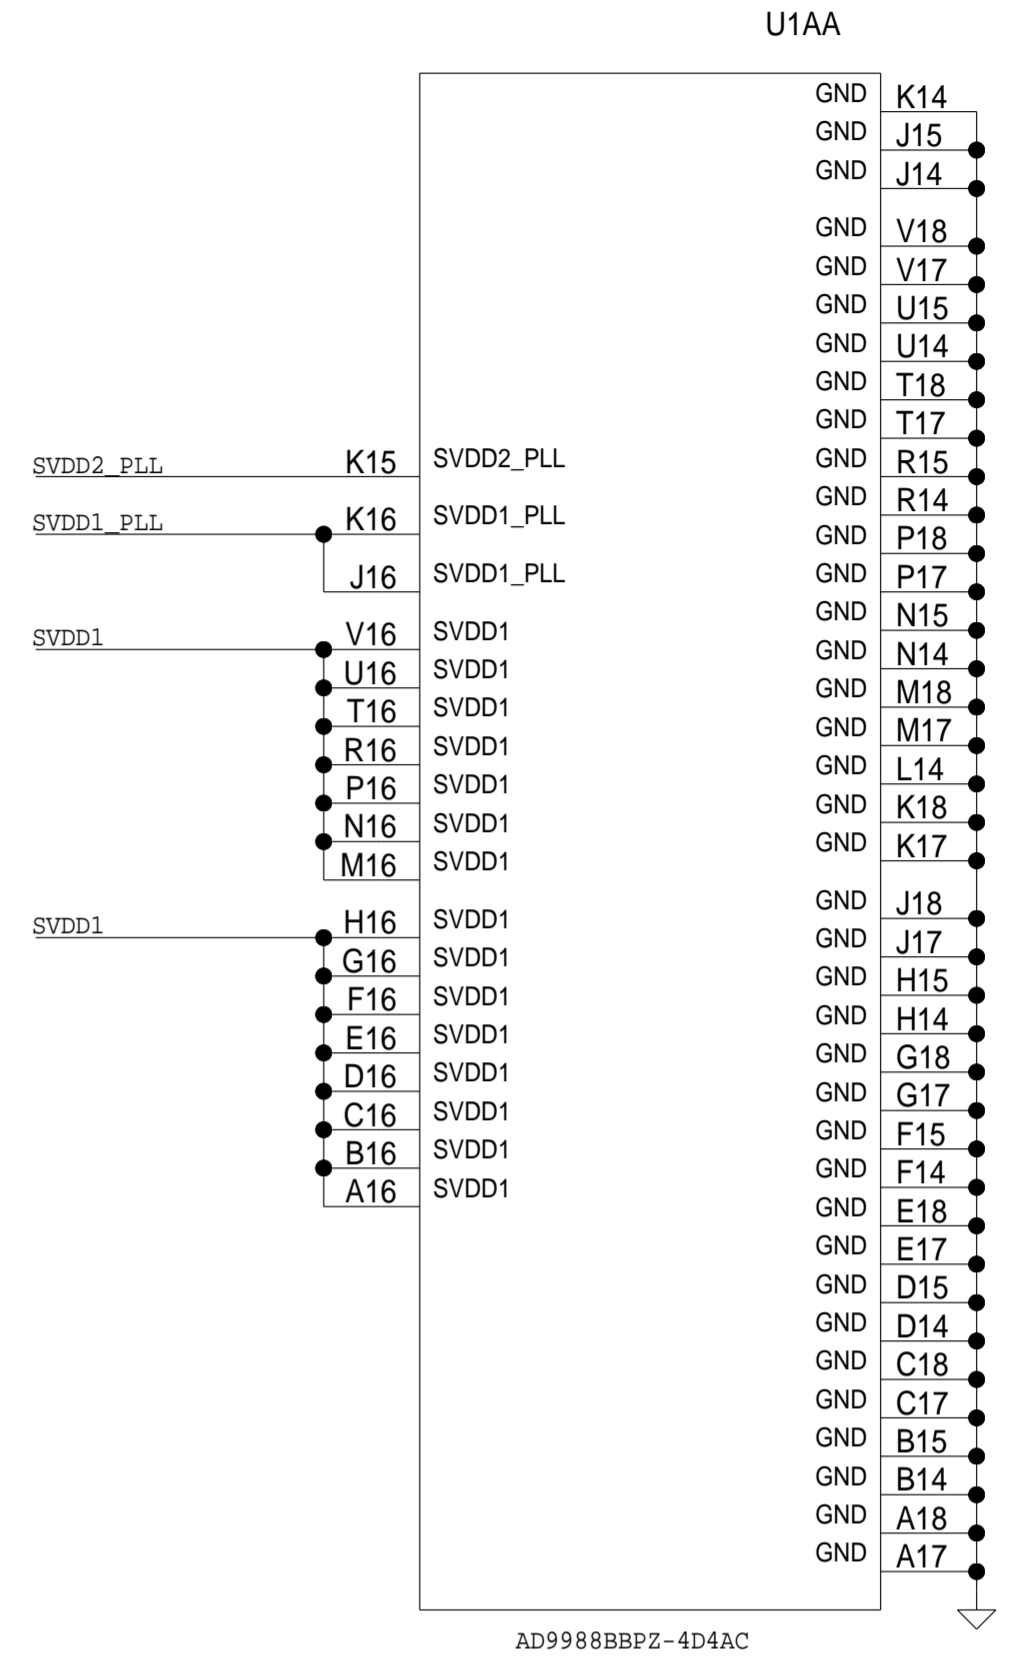 U1AA
GND K14
GND J15
GND J14
GND V18
GND V17
GND U15
GND U14
GND T18
GND T17
SVDD2_PLL K15 SVDD2_PLL GND R15
GND R14
SVDD1_PLL K16 SVDD1_PLL GND P18
J16 SVDD1_PLL GND P17
GND N15
SVDD1 V16 SVDD1 GND N14
U16 SVDD1 GND M18
T16 SVDD1 GND M17
R16 SVDD1 GND L14
P16 SVDD1 GND K18
N16 SVDD1 GND K17
M16 SVDD1
GND J18
SVDD1 H16 SVDD1 GND J17
G16 SVDD1 GND H15
F16 SVDD1 GND H14
E16 SVDD1 GND G18
D16 SVDD1 GND G17
C16 SVDD1 GND F15
B16 SVDD1 GND F14
A16 SVDD1 GND E18
GND E17
GND D15
GND D14
GND C18
GND C17
GND B15
GND B14
GND A18
GND A17
AD9988BBPZ-4D4AC